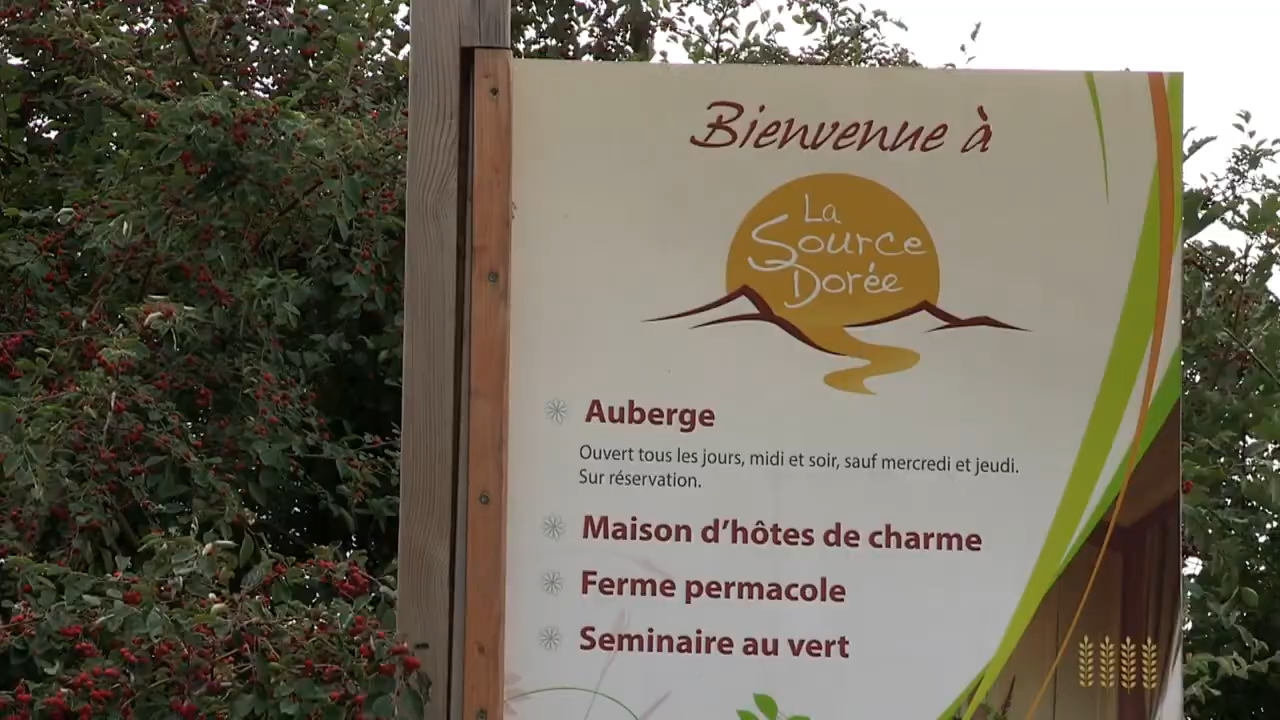 Bienvenue à
La
Source
Dorée
Auberge
Ouvert tous les jours, midi et soir, sauf mercredi et jeudi.
Sur réservation.
Maison d'hôtes de charme
Ferme permacole
Seminaire au vert